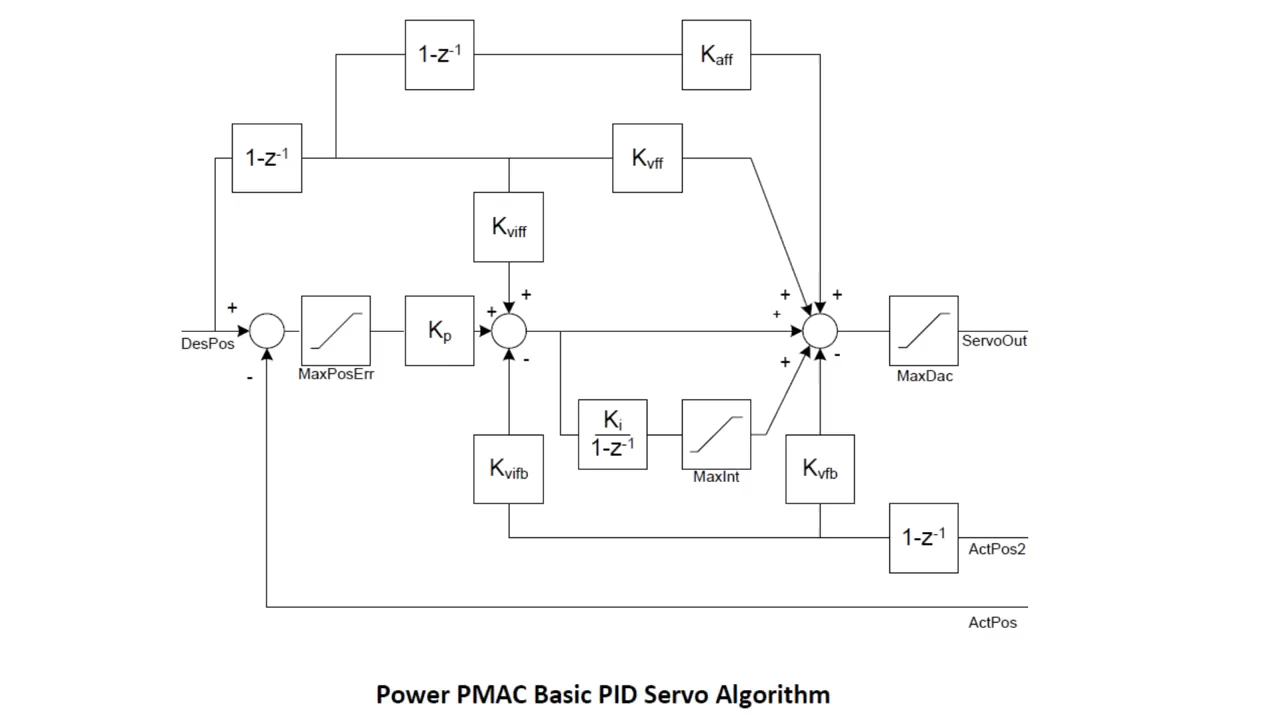 1-z-1
Kaff
1-z-1
Kvff
Kviff
+
+
+
+
+
+
DesPos
MaxPosErr
Kp
ServoOut
-
-
+
-
MaxDac
Ki
1-z-1
MaxInt
Kvifb
Kvfb
1-z-1
ActPos2
ActPos
Power PMAC Basic PID Servo Algorithm